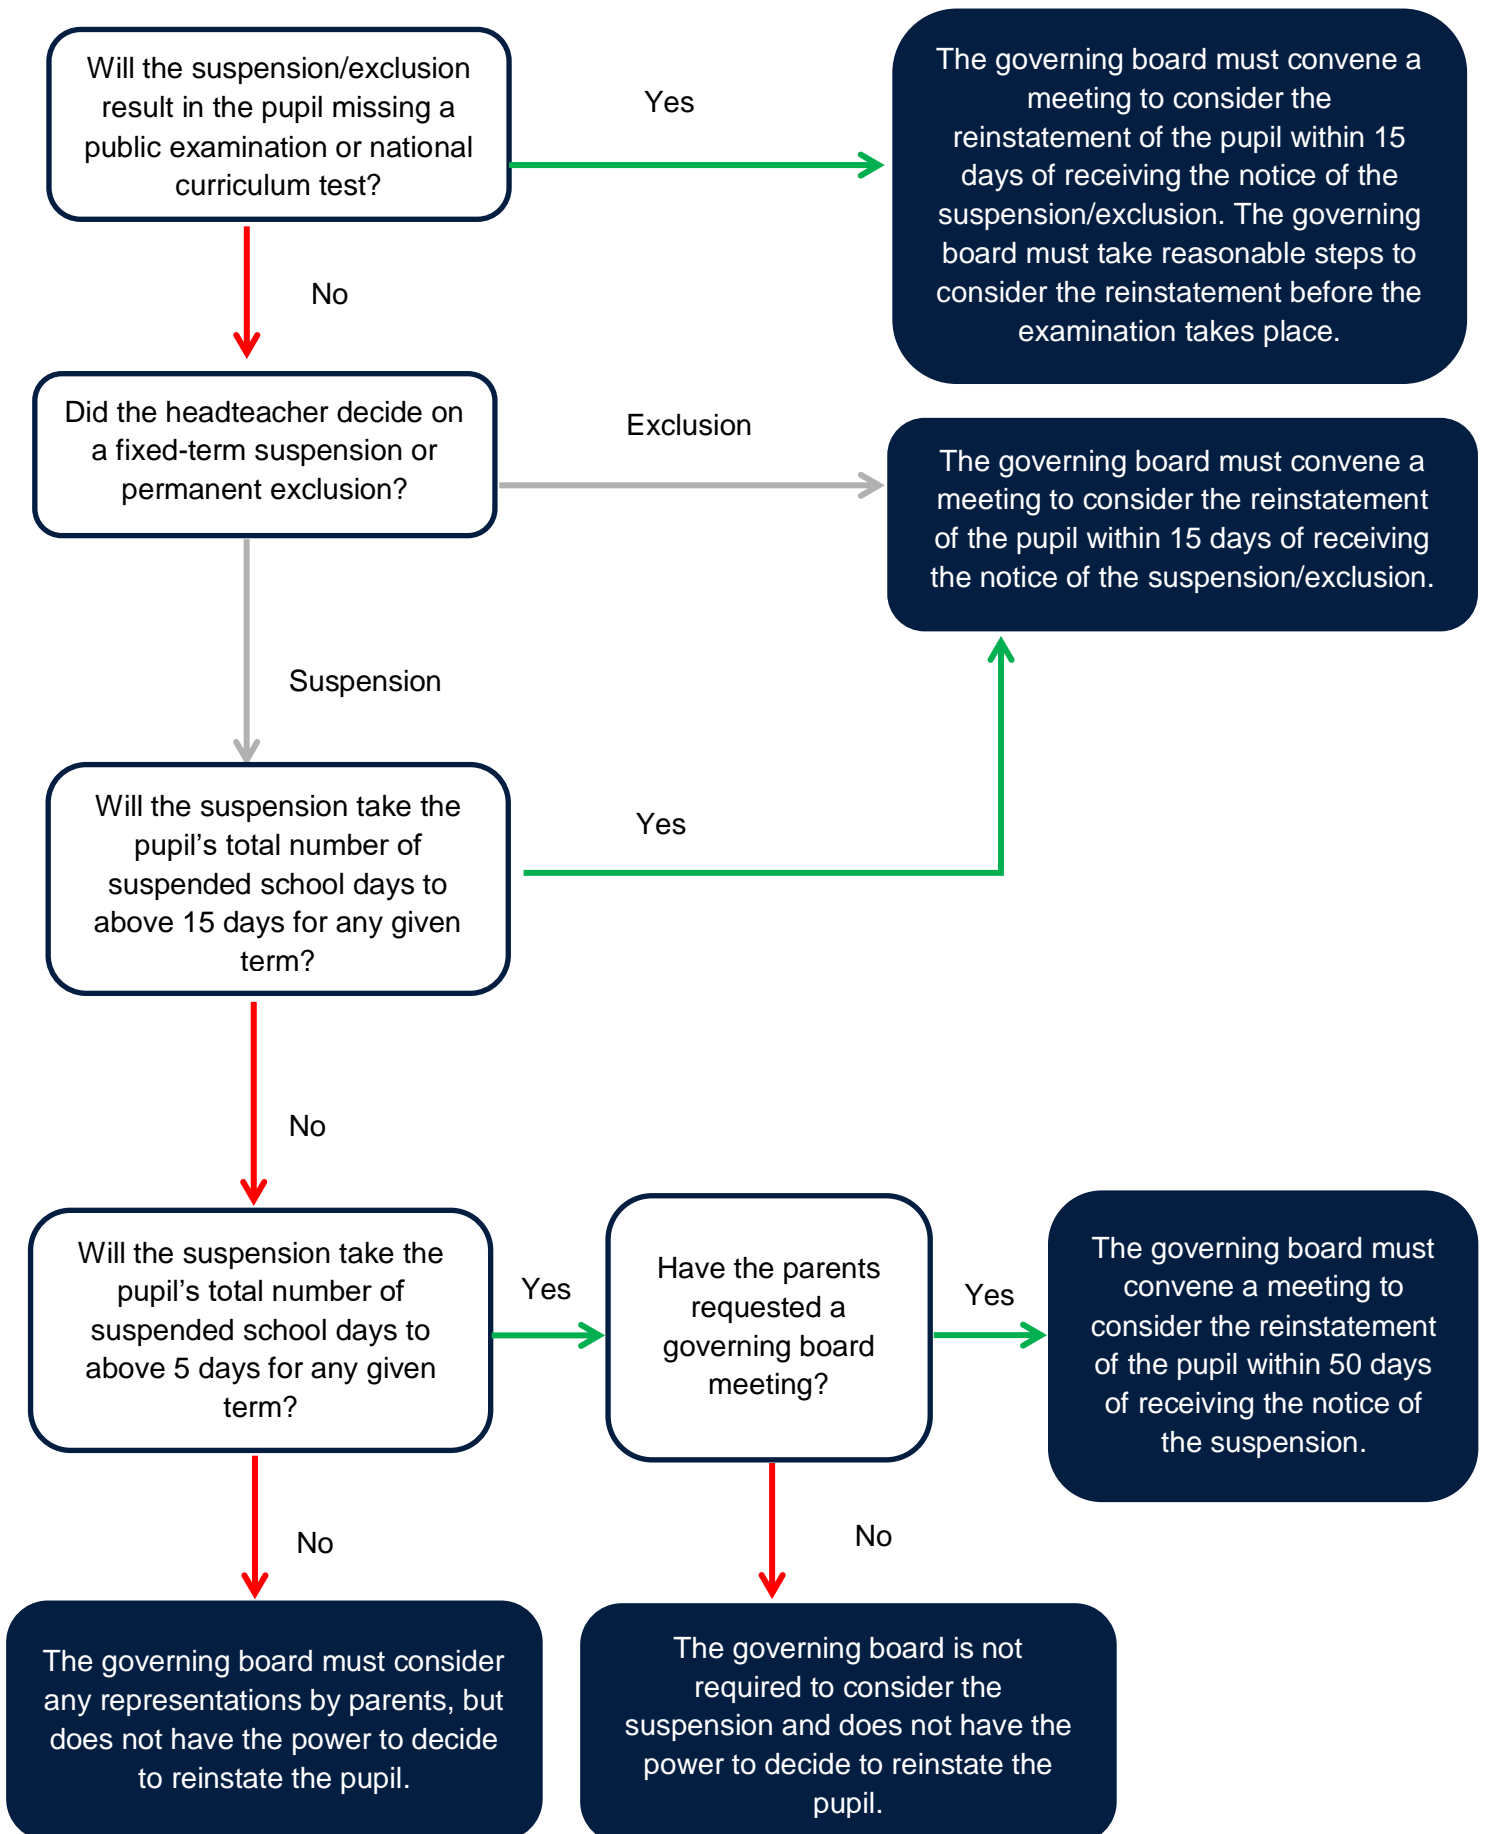 Will the suspension/exclusion
result in the pupil missing a
public examination or national
curriculum test?
Yes
The governing board must convene a
meeting to consider the
reinstatement of the pupil within 15
days of receiving the notice of the
suspension/exclusion. The governing
board must take reasonable steps to
consider the reinstatement before the
examination takes place.
No
Did the headteacher decide on
a fixed-term suspension or
permanent exclusion?
Exclusion
The governing board must convene a
meeting to consider the reinstatement
of the pupil within 15 days of receiving
the notice of the suspension/exclusion.
Suspension
Will the suspension take the
pupil’s total number of
suspended school days to
above 15 days for any given
term?
Yes
No
Will the suspension take the
pupil’s total number of
suspended school days to
above 5 days for any given
term?
Yes
Have the parents
requested a
governing board
meeting?
Yes
The governing board must
convene a meeting to
consider the reinstatement
of the pupil within 50 days
of receiving the notice of
the suspension.
No
No
The governing board must consider
any representations by parents, but
does not have the power to decide
to reinstate the pupil.
The governing board is not
required to consider the
suspension and does not have the
power to decide to reinstate the
pupil.